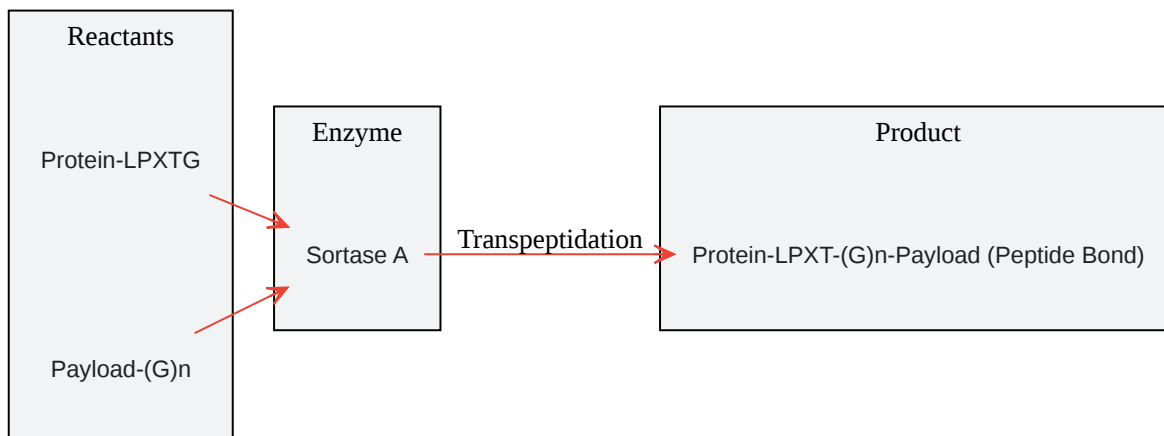 Reactants
Protein-LPXTG
Payload-(G)n
Enzyme
Sortase A
Transpeptidation
Product
Protein-LPXT-(G)n-Payload (Peptide Bond)